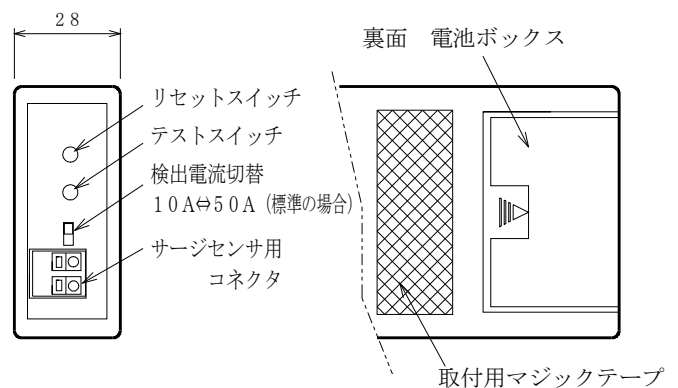 ２８
裏面　電池ボックス
リセットスイッチ
テストスイッチ
検出電流切替
１０A⇔５０A（標準の場合）
サージセンサ用
コネクタ
取付用マジックテープ